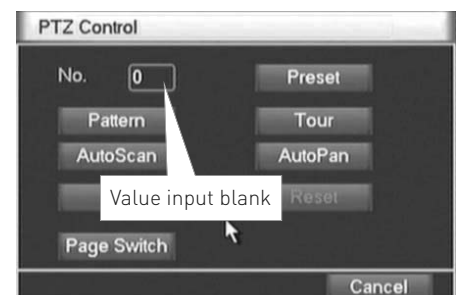 PTZ Control
No. 0 Preset
Pattern Tour
AutoScan AutoPan
Value input blank Reset
Page Switch
Cancel